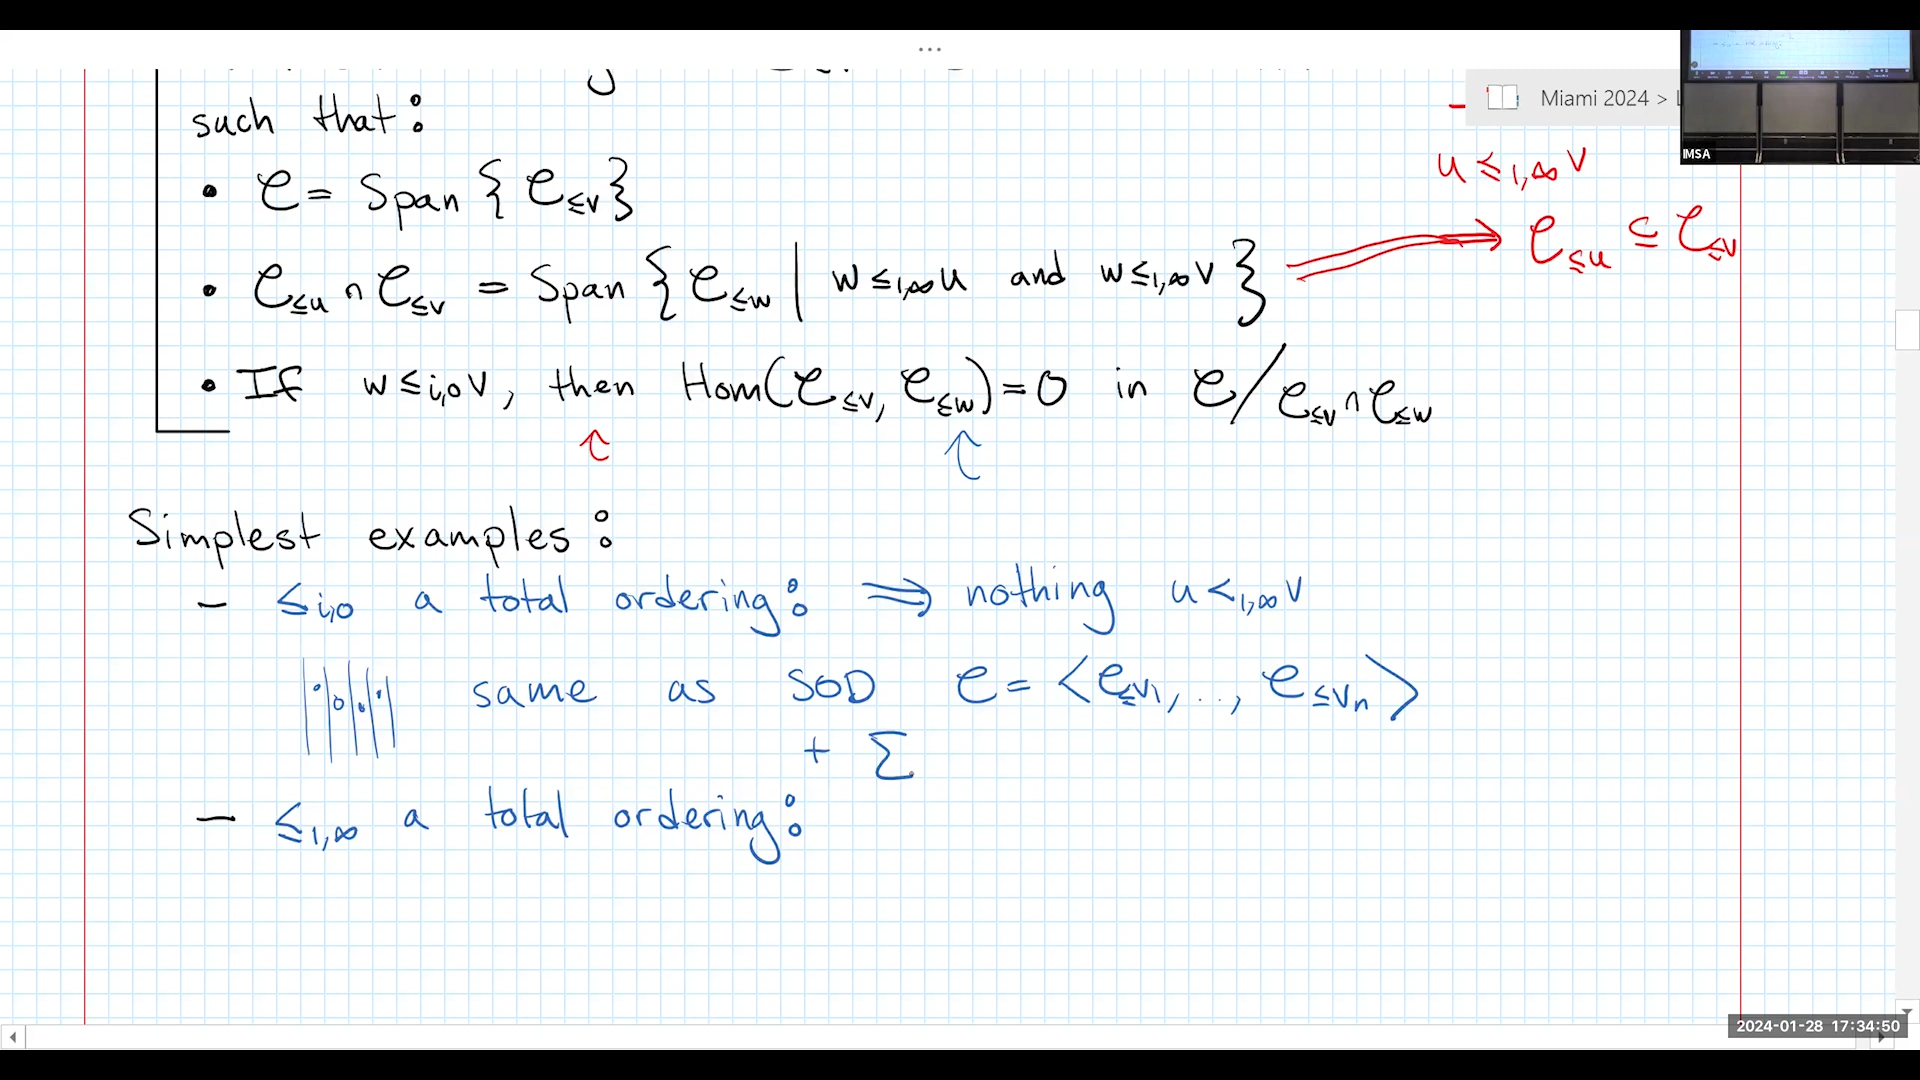 ...
Miami 2024 >
IMSA
such that:
u ≤₁,∞ v
• 𝒞 = Span { 𝒞≤v }
⟹ 𝒞≤u ⊆ 𝒞≤v
• 𝒞≤u ∩ 𝒞≤v = Span { 𝒞≤w | w ≤₁,∞ u and w ≤₁,∞ v }
• If w ≤i,0 v, then Hom(𝒞≤v, 𝒞≤w) = 0 in 𝒞/𝒞≤v ∩ 𝒞≤w
Simplest examples:
– ≤i,0 a total ordering: ⟹ nothing u <₁,∞ v
same as SOD 𝒞 = ⟨𝒞≤v₁, ..., 𝒞≤vₙ⟩
+ Σ
– ≤₁,∞ a total ordering:
2024-01-28 17:34:50